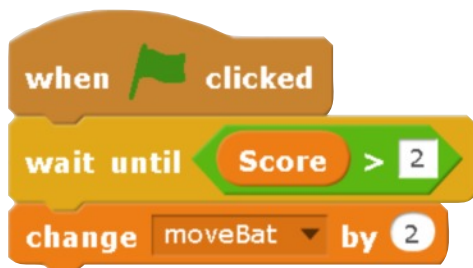 when clicked
wait until Score > 2
change moveBat by 2